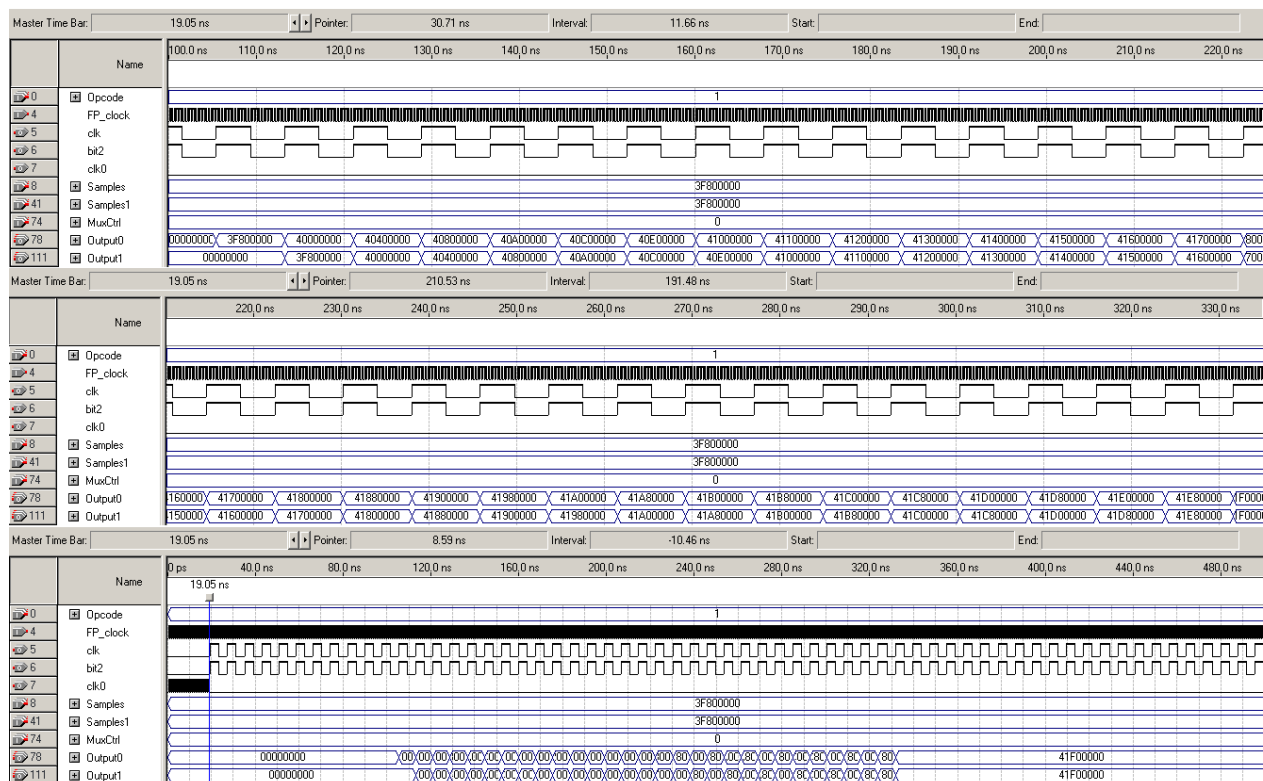 Master Time Bar: 19.05 ns Pointer: 30.71 ns Interval: 11.66 ns Start: End:
Name 100.0 ns 110.0 ns 120.0 ns 130.0 ns 140.0 ns 150.0 ns 160.0 ns 170.0 ns 180.0 ns 190.0 ns 200.0 ns 210.0 ns 220.0 ns
0 Opcode 1
4 FP_clock
5 clk
6 bit2
7 clk0
8 Samples 3F800000
41 Samples1 3F800000
74 MuxCtrl 0
78 Output0 00000000 3F800000 40000000 40400000 40800000 40A00000 40C00000 40E00000 41000000 41100000 41200000 41300000 41400000 41500000 41600000 41700000 800
111 Output1 00000000 3F800000 40000000 40400000 40800000 40A00000 40C00000 40E00000 41000000 41100000 41200000 41300000 41400000 41500000 41600000 700
Master Time Bar: 19.05 ns Pointer: 210.53 ns Interval: 191.48 ns Start: End:
Name 220.0 ns 230.0 ns 240.0 ns 250.0 ns 260.0 ns 270.0 ns 280.0 ns 290.0 ns 300.0 ns 310.0 ns 320.0 ns 330.0 ns
0 Opcode 1
4 FP_clock
5 clk
6 bit2
7 clk0
8 Samples 3F800000
41 Samples1 3F800000
74 MuxCtrl 0
78 Output0 160000 41700000 41800000 41880000 41900000 41980000 41A00000 41A80000 41B00000 41B80000 41C00000 41C80000 41D00000 41D80000 41E00000 41E80000 F000
111 Output1 150000 41600000 41700000 41800000 41880000 41900000 41980000 41A00000 41A80000 41B00000 41B80000 41C00000 41C80000 41D00000 41D80000 41E80000 F000
Master Time Bar: 19.05 ns Pointer: 8.59 ns Interval: -10.46 ns Start: End:
Name 0 ps 40.0 ns 80.0 ns 120.0 ns 160.0 ns 200.0 ns 240.0 ns 280.0 ns 320.0 ns 360.0 ns 400.0 ns 440.0 ns 480.0 ns
19.05 ns
0 Opcode 1
4 FP_clock
5 clk
6 bit2
7 clk0
8 Samples 3F800000
41 Samples1 3F800000
74 MuxCtrl 0
78 Output0 00000000 41F00000
111 Output1 00000000 41F00000